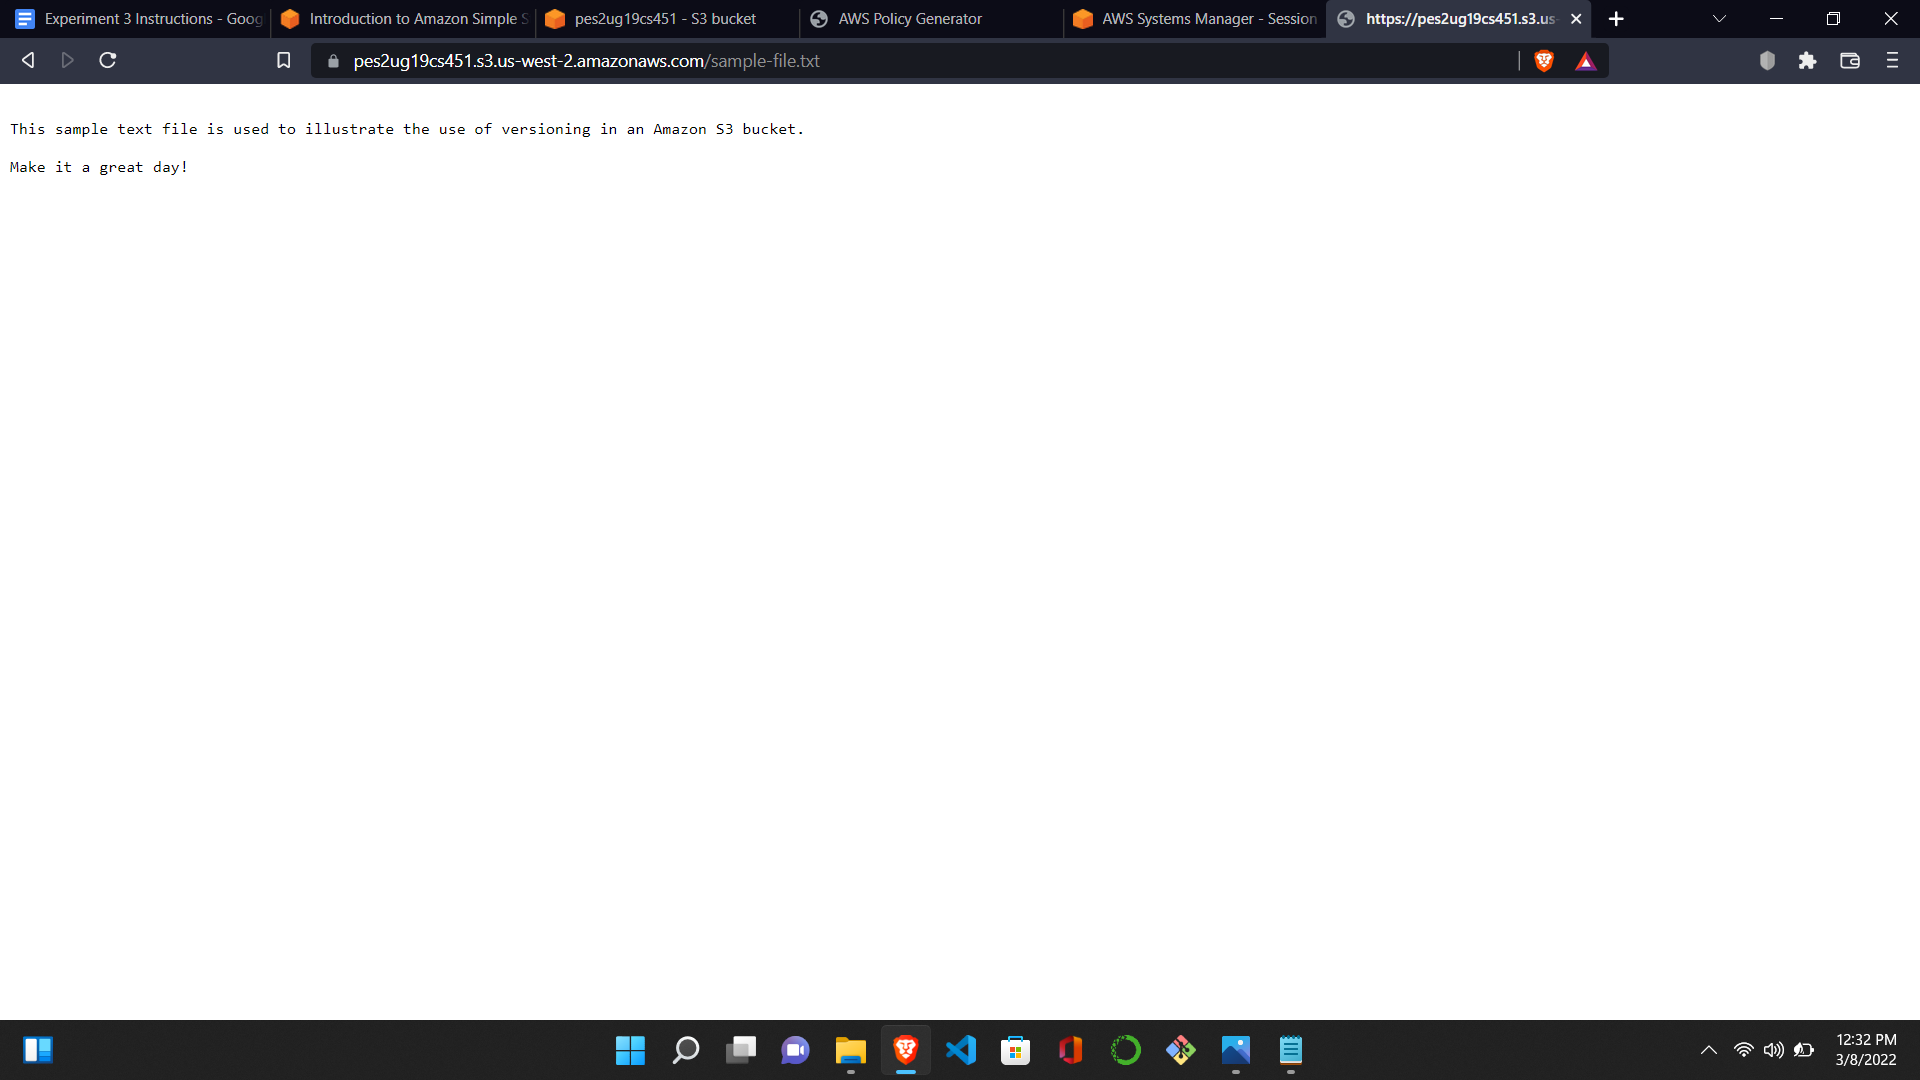 Experiment 3 Instructions - Goog
Introduction to Amazon Simple S
pes2ug19cs451 - S3 bucket
AWS Policy Generator
AWS Systems Manager - Session
https://pes2ug19cs451.s3.us-
pes2ug19cs451.s3.us-west-2.amazonaws.com/sample-file.txt
This sample text file is used to illustrate the use of versioning in an Amazon S3 bucket.
Make it a great day!
12:32 PM
3/8/2022